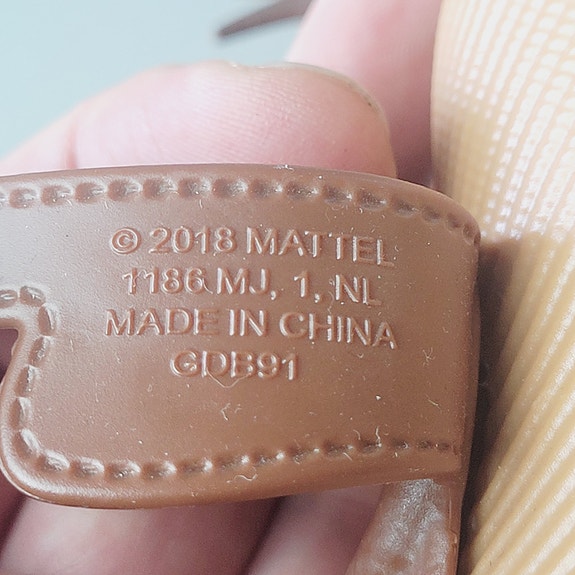 © 2018 MATTEL
1186 MJ, 1, NL
MADE IN CHINA
GDB91